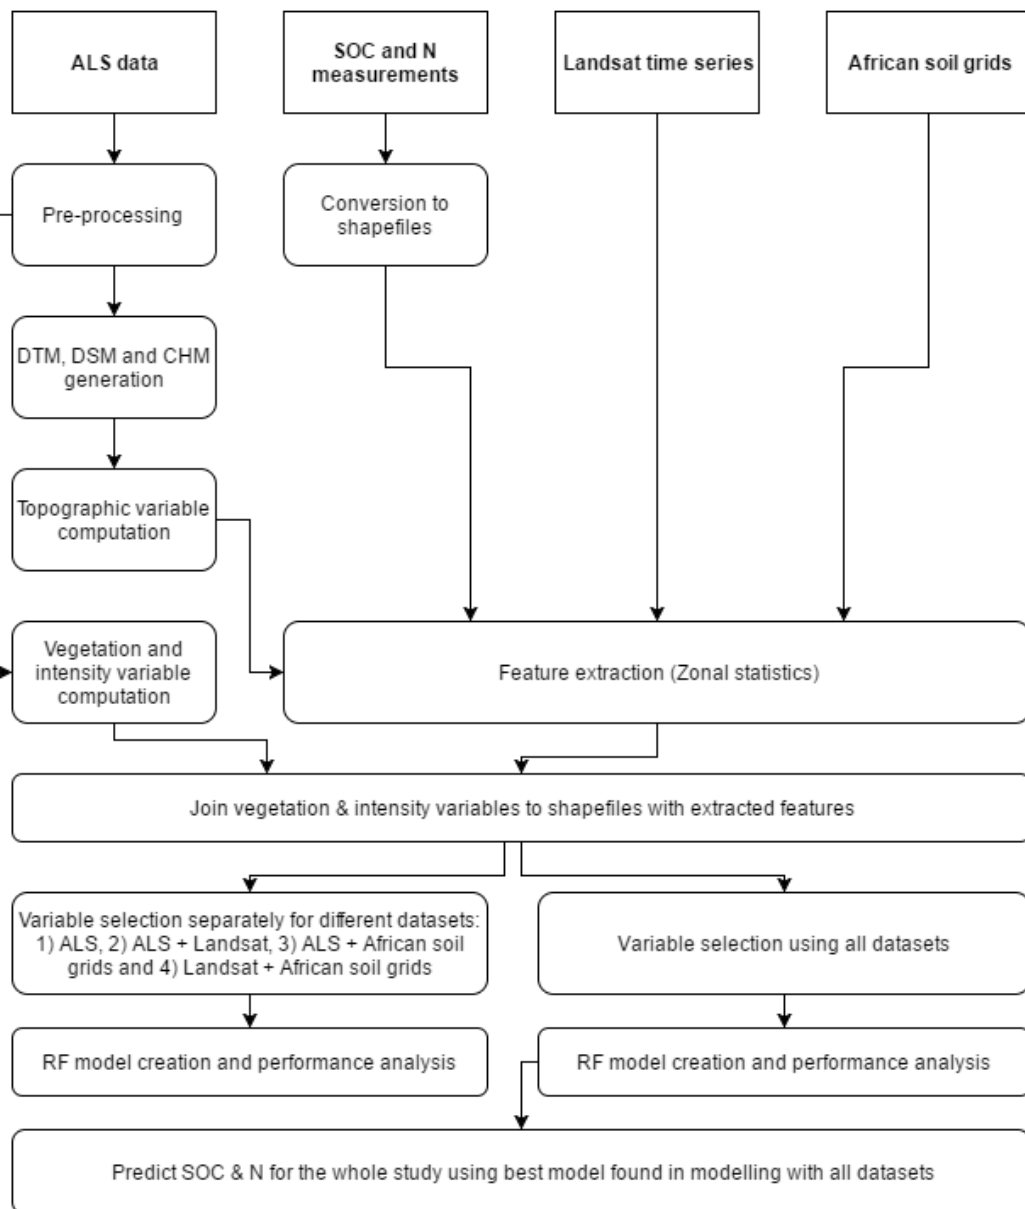 ALS data
SOC and N
measurements
Landsat time series
African soil grids
Pre-processing
Conversion to
shapefiles
DTM, DSM and CHM
generation
Topographic variable
computation
Vegetation and
intensity variable
computation
Feature extraction (Zonal statistics)
Join vegetation & intensity variables to shapefiles with extracted features
Variable selection separately for different datasets:
1) ALS, 2) ALS + Landsat, 3) ALS + African soil
grids and 4) Landsat + African soil grids
Variable selection using all datasets
RF model creation and performance analysis
RF model creation and performance analysis
Predict SOC & N for the whole study using best model found in modelling with all datasets